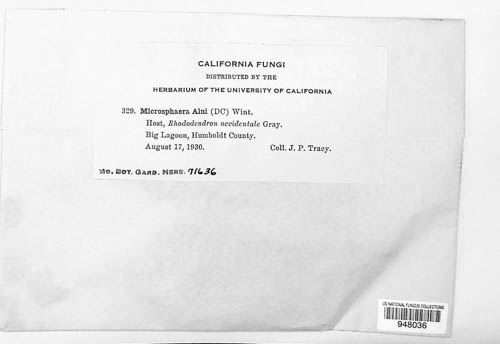 CALIFORNIA FUNGI
DISTRIBUTED BY THE
HERBARIUM OF THE UNIVERSITY OF CALIFORNIA
329. Microsphaera Alni (DC) Wint.
Host, Rhododendron occidentale Gray.
Big Lagoon, Humboldt County.
August 17, 1930. Coll. J. P. Tracy.
MO. BOT. GARD. HERB. 71636
US NATIONAL FUNGUS COLLECTIONS
948036